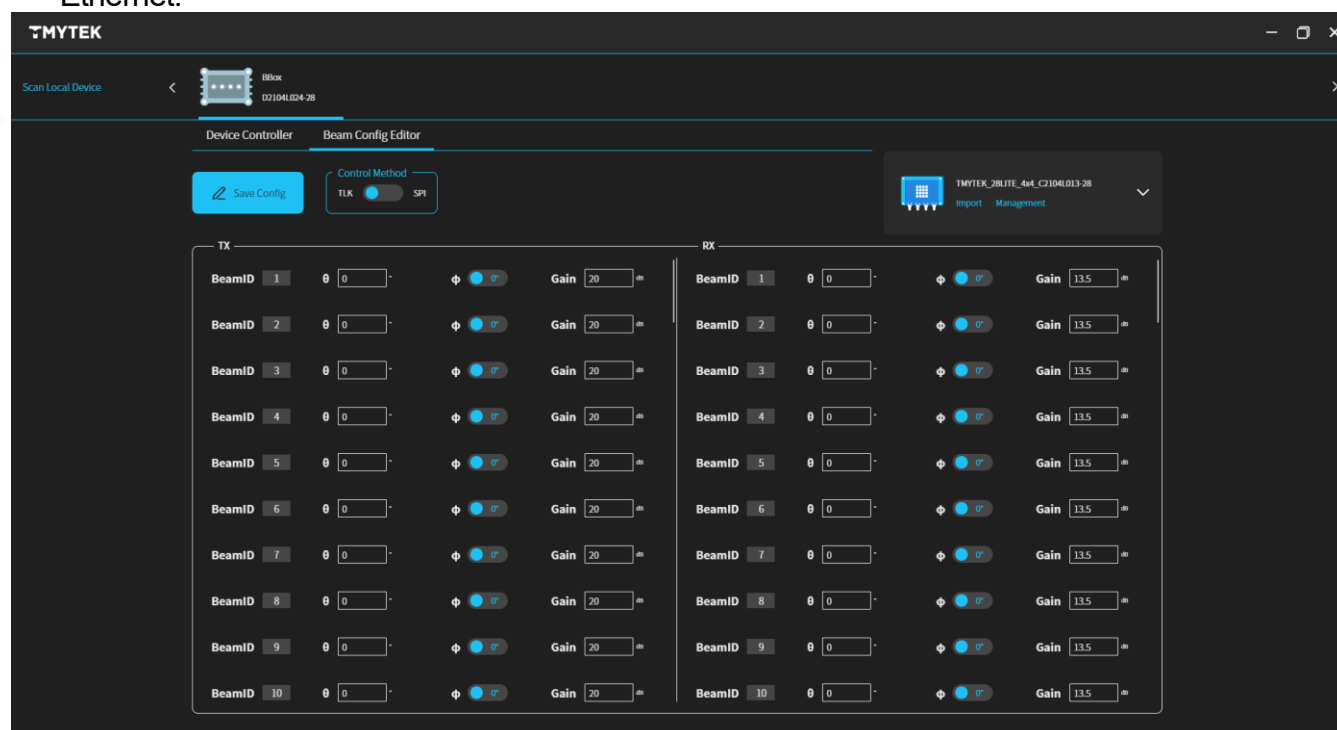 Ethernet.
TMYTEK
Scan Local Device
BBox
D2104L024-28
Device Controller Beam Config Editor
Save Config
Control Method
TLK SPI
TMYTEK_28LITE_4x4_C2104L013-28
Import Management
TX RX
BeamID 1 θ 0 ° ϕ 0° Gain 20 dB BeamID 1 θ 0 ° ϕ 0° Gain 13.5 dB
BeamID 2 θ 0 ° ϕ 0° Gain 20 dB BeamID 2 θ 0 ° ϕ 0° Gain 13.5 dB
BeamID 3 θ 0 ° ϕ 0° Gain 20 dB BeamID 3 θ 0 ° ϕ 0° Gain 13.5 dB
BeamID 4 θ 0 ° ϕ 0° Gain 20 dB BeamID 4 θ 0 ° ϕ 0° Gain 13.5 dB
BeamID 5 θ 0 ° ϕ 0° Gain 20 dB BeamID 5 θ 0 ° ϕ 0° Gain 13.5 dB
BeamID 6 θ 0 ° ϕ 0° Gain 20 dB BeamID 6 θ 0 ° ϕ 0° Gain 13.5 dB
BeamID 7 θ 0 ° ϕ 0° Gain 20 dB BeamID 7 θ 0 ° ϕ 0° Gain 13.5 dB
BeamID 8 θ 0 ° ϕ 0° Gain 20 dB BeamID 8 θ 0 ° ϕ 0° Gain 13.5 dB
BeamID 9 θ 0 ° ϕ 0° Gain 20 dB BeamID 9 θ 0 ° ϕ 0° Gain 13.5 dB
BeamID 10 θ 0 ° ϕ 0° Gain 20 dB BeamID 10 θ 0 ° ϕ 0° Gain 13.5 dB